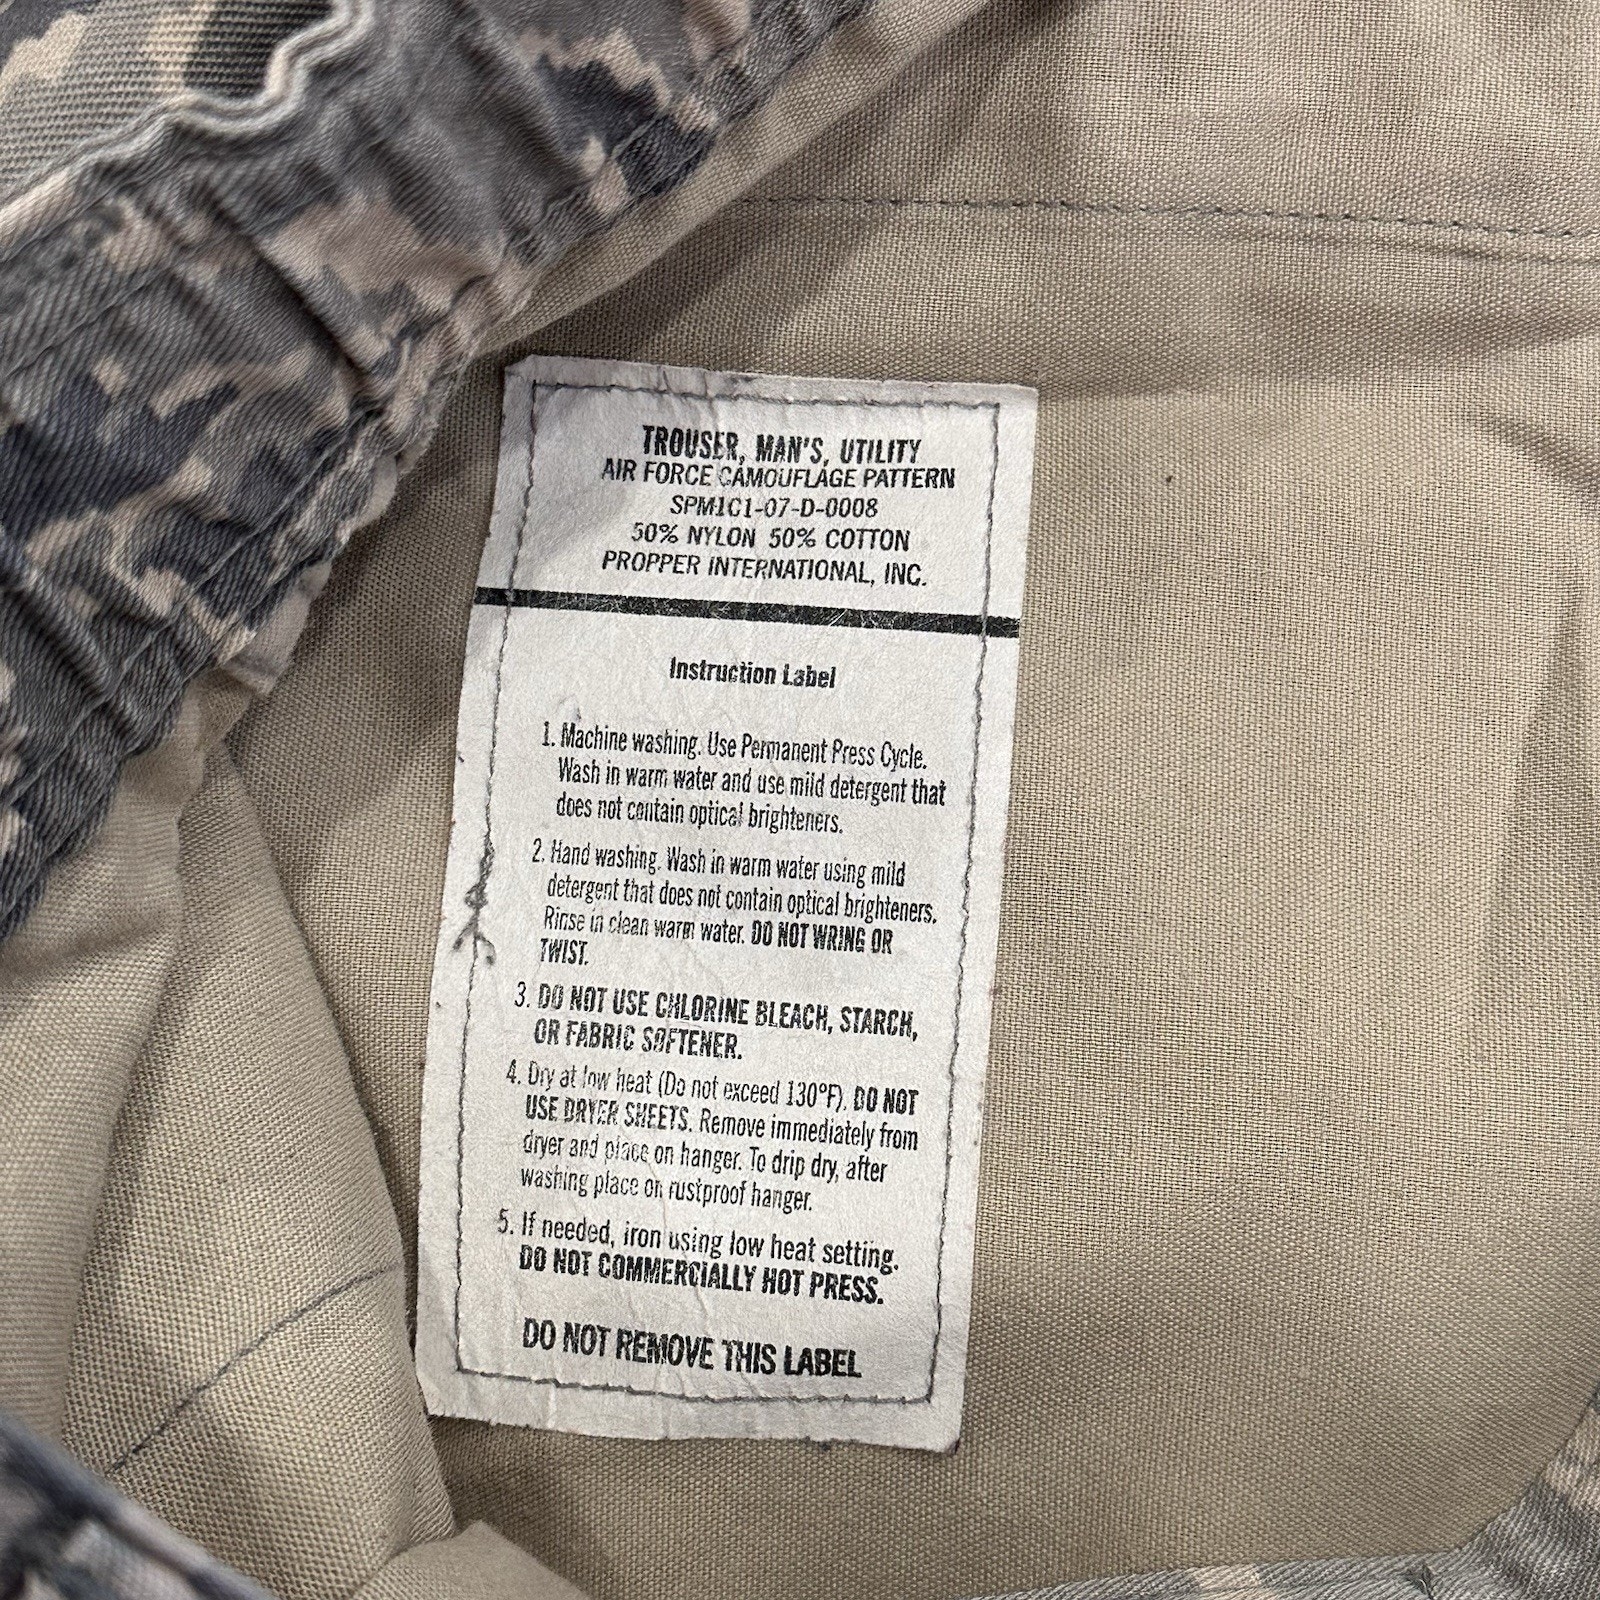 TROUSER, MAN'S, UTILITY
AIR FORCE CAMOUFLAGE PATTERN
SPM1C1-07-D-0008
50% NYLON 50% COTTON
PROPPER INTERNATIONAL, INC.
Instruction Label
1. Machine washing. Use Permanent Press Cycle.
Wash in warm water and use mild detergent that
does not contain optical brighteners.
2. Hand washing. Wash in warm water using mild
detergent that does not contain optical brighteners.
Rinse in clean warm water. DO NOT WRING OR
TWIST.
3. DO NOT USE CHLORINE BLEACH, STARCH,
OR FABRIC SOFTENER.
4. Dry at low heat (Do not exceed 130°F). DO NOT
USE DRYER SHEETS. Remove immediately from
dryer and place on hanger. To drip dry, after
washing place on rustproof hanger.
5. If needed, iron using low heat setting.
DO NOT COMMERCIALLY HOT PRESS.
DO NOT REMOVE THIS LABEL